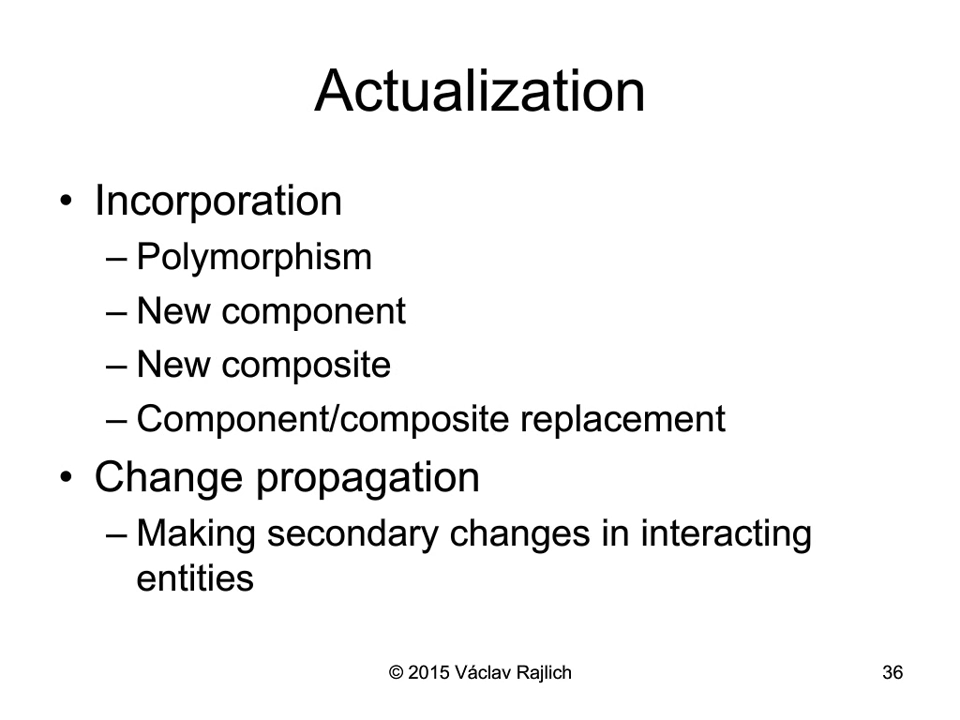 Actualization
• Incorporation
– Polymorphism
– New component
– New composite
– Component/composite replacement
• Change propagation
– Making secondary changes in interacting
entities
© 2015 Václav Rajlich
36